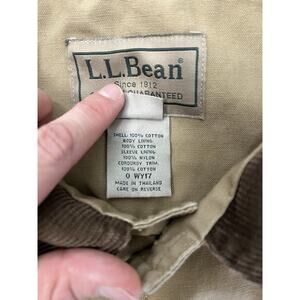 L.L.Bean®
Since 1912
GUARANTEED
SHELL: 100% COTTON
BODY LINING:
100% COTTON
SLEEVE LINING:
100% NYLON
CORDUROY TRIM:
100% COTTON
0 WY17
MADE IN THAILAND
CARE ON REVERSE